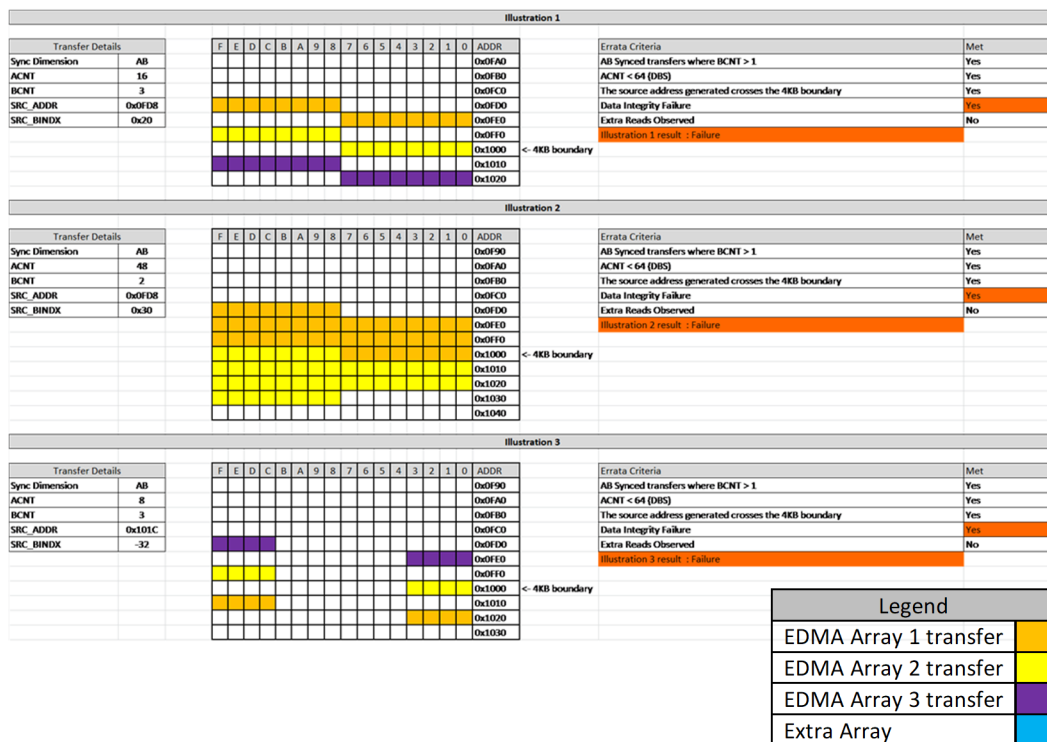 Illustration 1
Transfer Details F E D C B A 9 8 7 6 5 4 3 2 1 0 ADDR Errata Criteria Met
Sync Dimension AB 0x0FA0 AB Synced transfers where BCNT > 1 Yes
ACNT 16 0x0FB0 ACNT < 64 (DBS) Yes
BCNT 3 0x0FC0 The source address generated crosses the 4KB boundary Yes
SRC_ADDR 0x0FD8 0x0FD0 Data Integrity Failure Yes
SRC_BINDX 0x20 0x0FE0 Extra Reads Observed No
0x0FF0 Illustration 1 result : Failure
0x1000 <- 4KB boundary
0x1010
0x1020
Illustration 2
Transfer Details F E D C B A 9 8 7 6 5 4 3 2 1 0 ADDR Errata Criteria Met
Sync Dimension AB 0x0F90 AB Synced transfers where BCNT > 1 Yes
ACNT 48 0x0FA0 ACNT < 64 (DBS) Yes
BCNT 2 0x0FB0 The source address generated crosses the 4KB boundary Yes
SRC_ADDR 0x0FD8 0x0FC0 Data Integrity Failure Yes
SRC_BINDX 0x30 0x0FD0 Extra Reads Observed No
0x0FE0 Illustration 2 result : Failure
0x0FF0
0x1000 <- 4KB boundary
0x1010
0x1020
0x1030
0x1040
Illustration 3
Transfer Details F E D C B A 9 8 7 6 5 4 3 2 1 0 ADDR Errata Criteria Met
Sync Dimension AB 0x0F90 AB Synced transfers where BCNT > 1 Yes
ACNT 8 0x0FA0 ACNT < 64 (DBS) Yes
BCNT 3 0x0FB0 The source address generated crosses the 4KB boundary Yes
SRC_ADDR 0x101C 0x0FC0 Data Integrity Failure Yes
SRC_BINDX -32 0x0FD0 Extra Reads Observed No
0x0FE0 Illustration 3 result : Failure
0x0FF0
0x1000 <- 4KB boundary
0x1010
0x1020
0x1030
Legend
EDMA Array 1 transfer
EDMA Array 2 transfer
EDMA Array 3 transfer
Extra Array